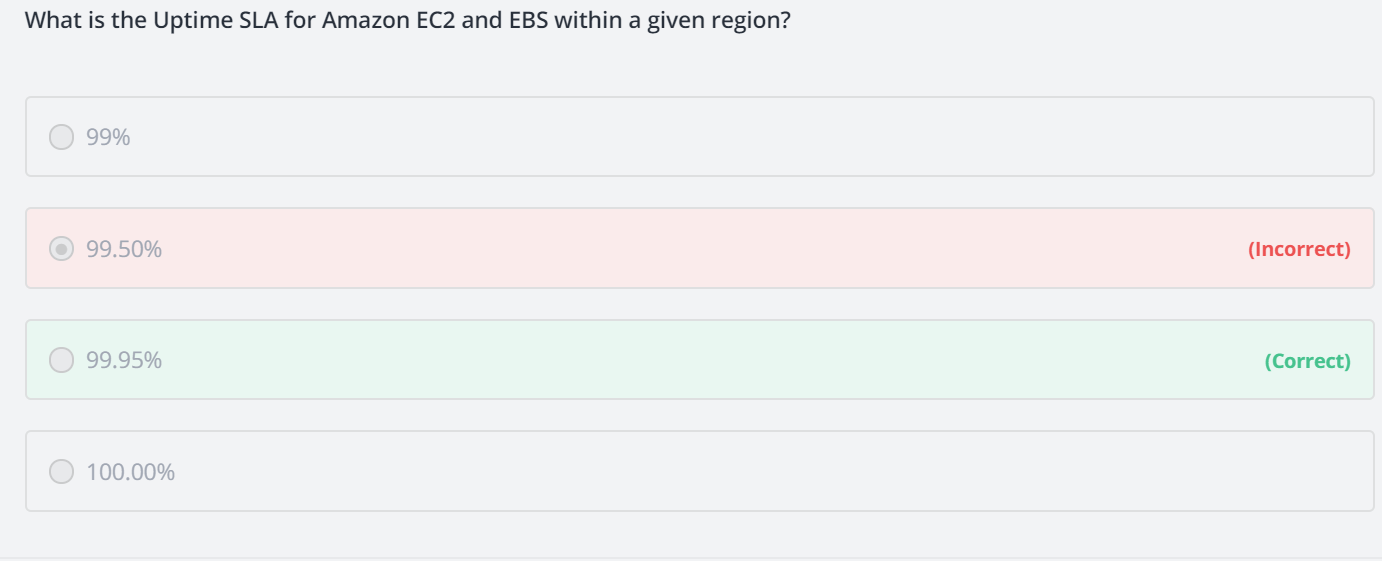 What is the Uptime SLA for Amazon EC2 and EBS within a given region?
99%
99.50% (Incorrect)
99.95% (Correct)
100.00%